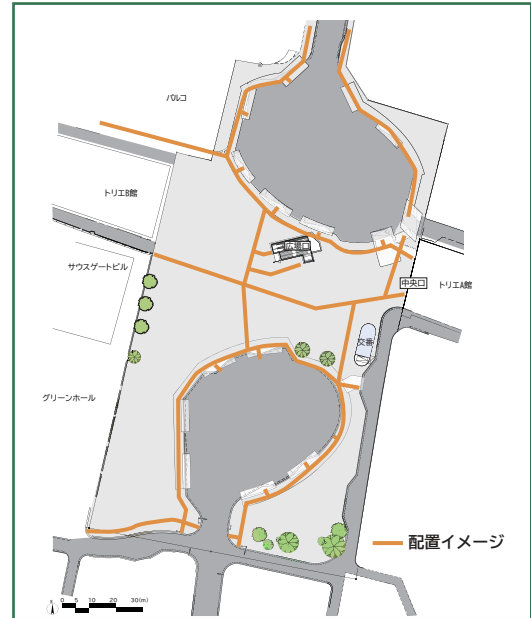 パルコ
トリエB館
広場口
サウスゲートビル
中央口
トリエA館
交番
グリーンホール
配置イメージ
0 5 10 20 30(m)